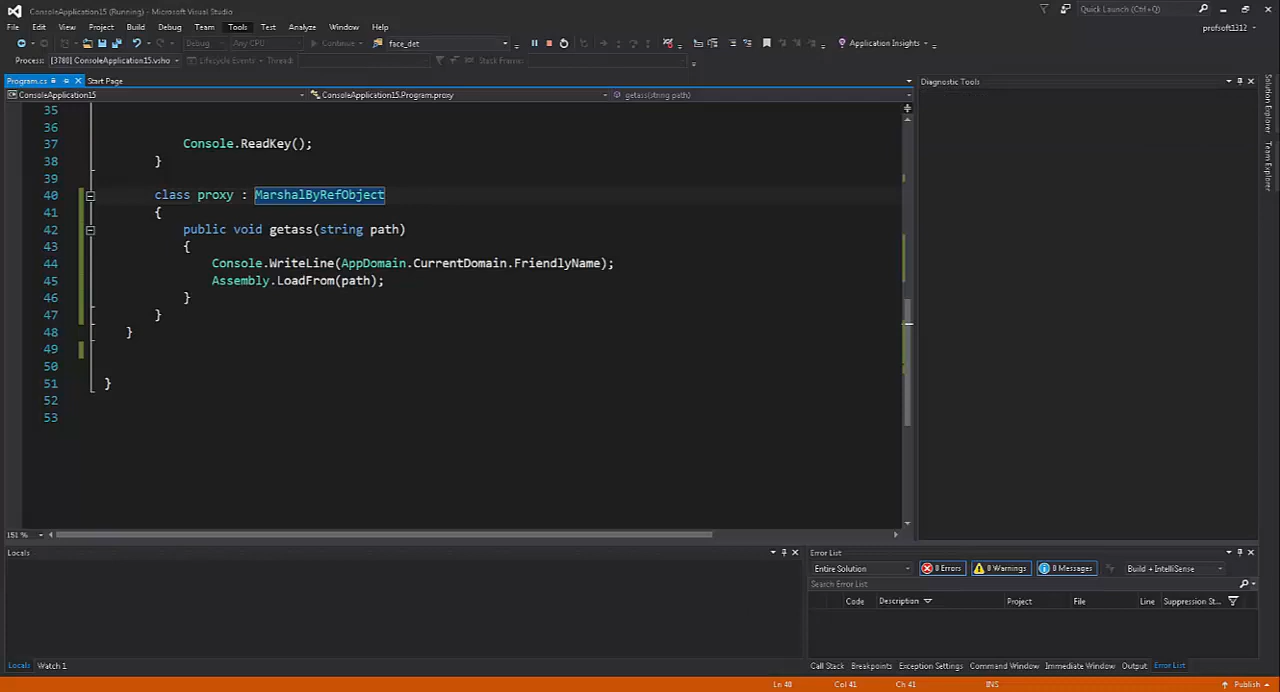 ConsoleApplication15 (Running) - Microsoft Visual Studio
Quick Launch (Ctrl+Q)
File Edit View Project Build Debug Team Tools Test Analyze Window Help
profsoft1312
Debug Any CPU Continue face_det Application Insights
Process: [3780] ConsoleApplication15.vsho Lifecycle Events Thread: Stack Frame:
Program.cs Start Page
Diagnostic Tools
ConsoleApplication15 ConsoleApplication15.Program.proxy getass(string path)
Solution Explorer
Team Explorer
35
36
37 Console.ReadKey();
38 }
39
40 class proxy : MarshalByRefObject
41 {
42 public void getass(string path)
43 {
44 Console.WriteLine(AppDomain.CurrentDomain.FriendlyName);
45 Assembly.LoadFrom(path);
46 }
47 }
48 }
49
50
51 }
52
53
151 %
Locals
Error List
Entire Solution 0 Errors 0 Warnings 0 Messages Build + IntelliSense
Search Error List
Code Description Project File Line Suppression St...
Locals Watch 1
Call Stack Breakpoints Exception Settings Command Window Immediate Window Output Error List
Ln 40 Col 41 Ch 41 INS Publish